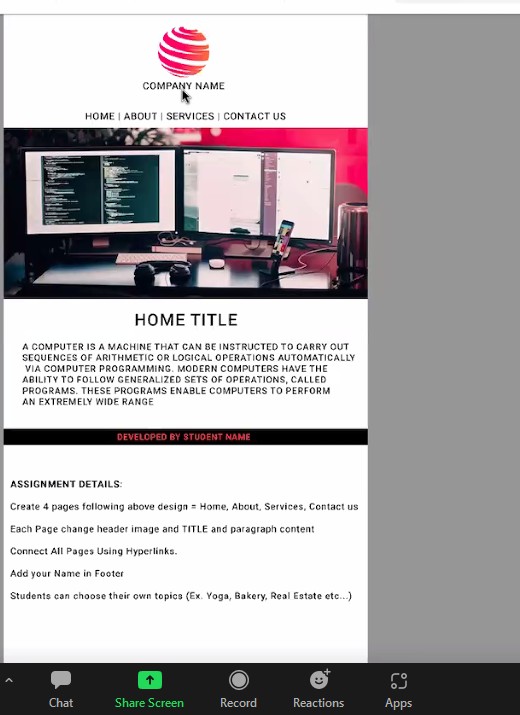 COMPANY NAME
HOME | ABOUT | SERVICES | CONTACT US
HOME TITLE
A COMPUTER IS A MACHINE THAT CAN BE INSTRUCTED TO CARRY OUT
SEQUENCES OF ARITHMETIC OR LOGICAL OPERATIONS AUTOMATICALLY
VIA COMPUTER PROGRAMMING. MODERN COMPUTERS HAVE THE
ABILITY TO FOLLOW GENERALIZED SETS OF OPERATIONS, CALLED
PROGRAMS. THESE PROGRAMS ENABLE COMPUTERS TO PERFORM
AN EXTREMELY WIDE RANGE
DEVELOPED BY STUDENT NAME
ASSIGNMENT DETAILS:
Create 4 pages following above design = Home, About, Services, Contact us
Each Page change header image and TITLE and paragraph content
Connect All Pages Using Hyperlinks.
Add your Name in Footer
Students can choose their own topics (Ex. Yoga, Bakery, Real Estate etc...)
Chat Share Screen Record Reactions Apps